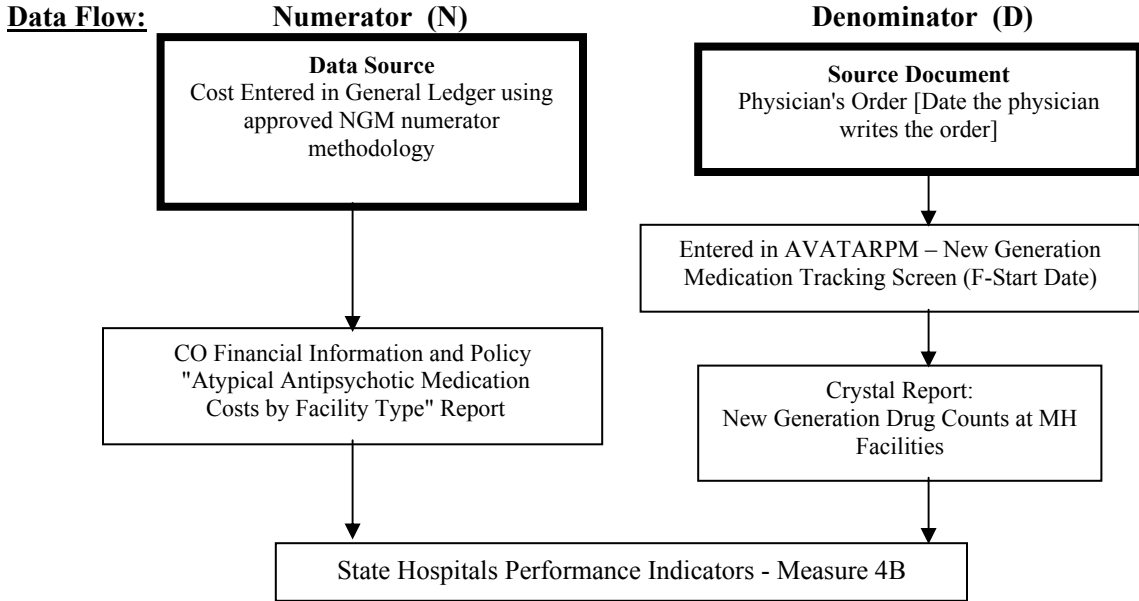 Data Flow: Numerator (N) Denominator (D)
Data Source
Cost Entered in General Ledger using
approved NGM numerator
methodology
Source Document
Physician's Order [Date the physician
writes the order]
Entered in AVATARPM – New Generation
Medication Tracking Screen (F-Start Date)
CO Financial Information and Policy
"Atypical Antipsychotic Medication
Costs by Facility Type" Report
Crystal Report:
New Generation Drug Counts at MH
Facilities
State Hospitals Performance Indicators - Measure 4B